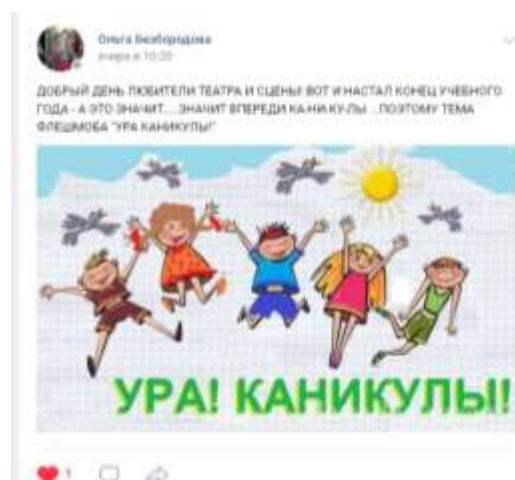 Ольга Безбородова
вчера в 10:20
ДОБРЫЙ ДЕНЬ ЛЮБИТЕЛИ ТЕАТРА И СЦЕНЫ! ВОТ И НАСТАЛ КОНЕЦ УЧЕБНОГО
ГОДА - А ЭТО ЗНАЧИТ.....ЗНАЧИТ ВПЕРЕДИ КА-НИ-КУ-ЛЫ....ПОЭТОМУ ТЕМА
ФЛЕШМОБА "УРА КАНИКУЛЫ!"
УРА! КАНИКУЛЫ!
1